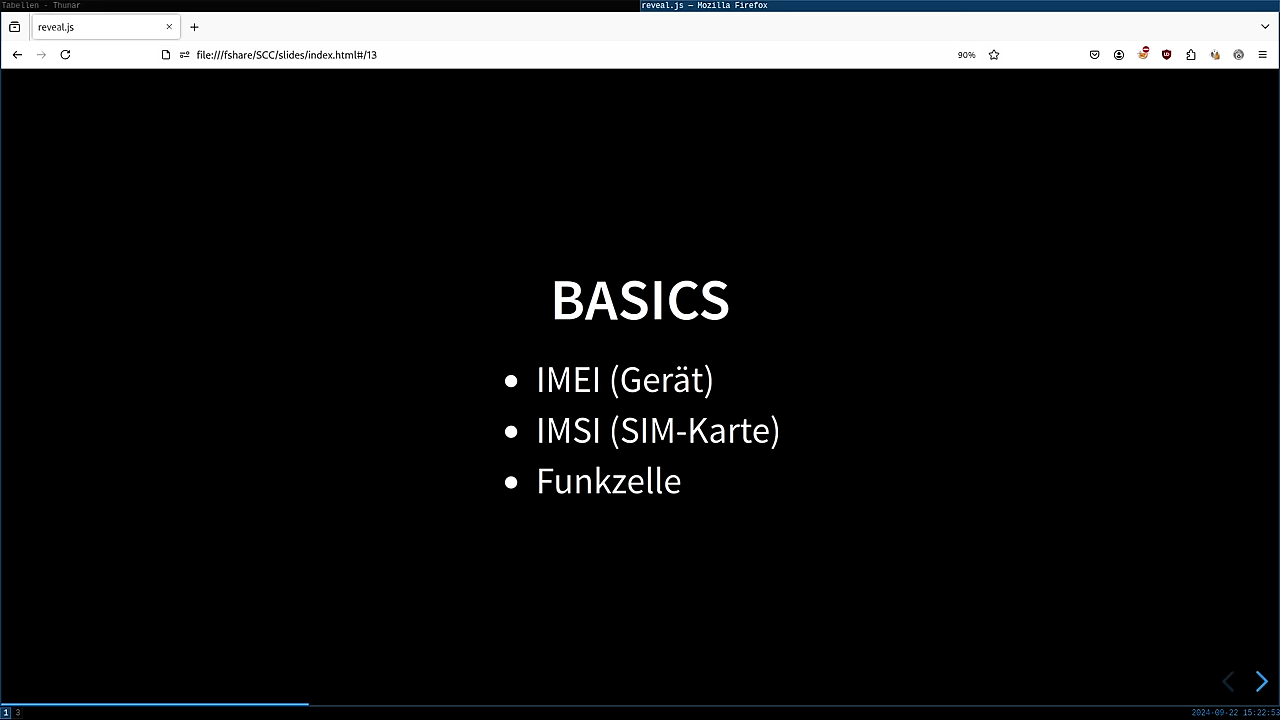 Tabellen - Thunar
reveal.js — Mozilla Firefox
reveal.js
file:///fshare/SCC/slides/index.html#/13
90%
BASICS
IMEI (Gerät)
IMSI (SIM-Karte)
Funkzelle
1 3
2024-09-22 15:22:53